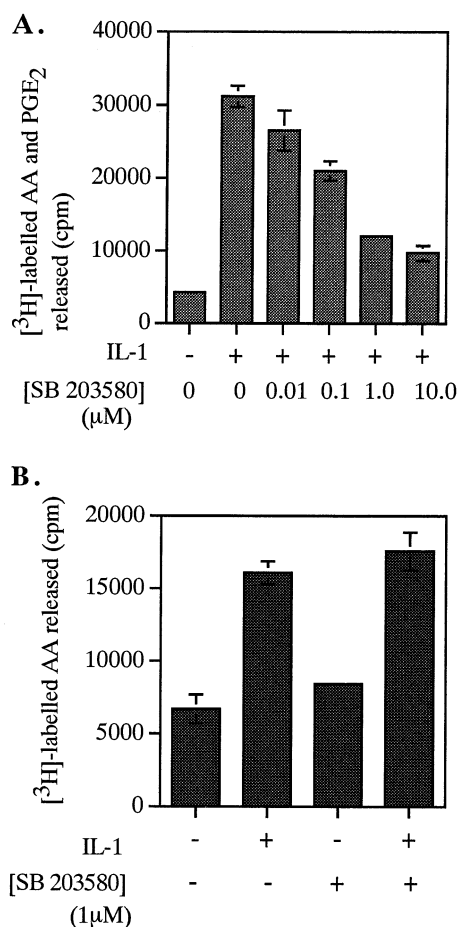 A.
[³H]-labelled AA and PGE₂
released (cpm)
40000
30000
20000
10000
0
IL-1 - + + + + +
[SB 203580] 0 0 0.01 0.1 1.0 10.0
(μM)
B.
[³H]-labelled AA released (cpm)
20000
15000
10000
5000
0
IL-1 - + - +
[SB 203580] - - + +
(1μM)